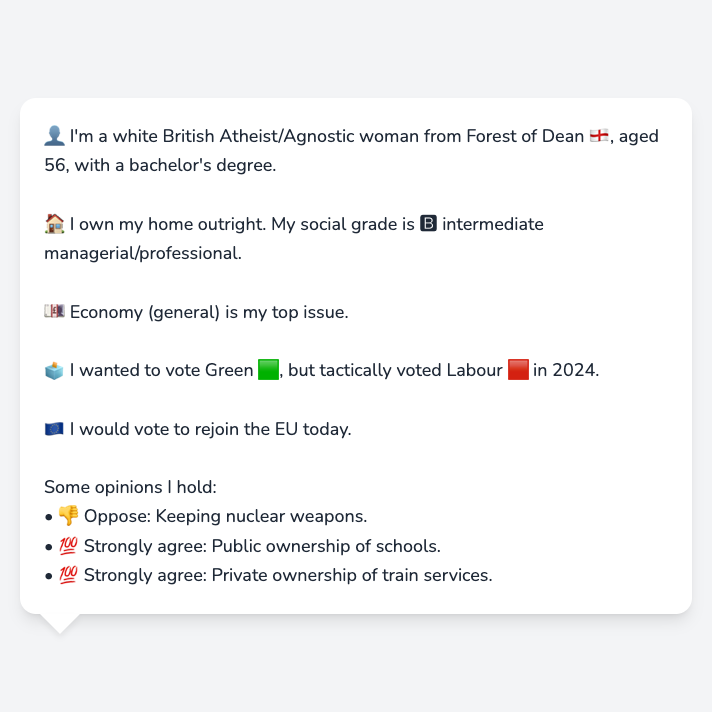 👤 I'm a white British Atheist/Agnostic woman from Forest of Dean 🏴󠁧󠁢󠁥󠁮󠁧󠁿, aged
56, with a bachelor's degree.
🏠 I own my home outright. My social grade is 🅱 intermediate
managerial/professional.
💷 Economy (general) is my top issue.
🗳️ I wanted to vote Green 🟩, but tactically voted Labour 🟥 in 2024.
🇪🇺 I would vote to rejoin the EU today.
Some opinions I hold:
• 👎 Oppose: Keeping nuclear weapons.
• 💯 Strongly agree: Public ownership of schools.
• 💯 Strongly agree: Private ownership of train services.